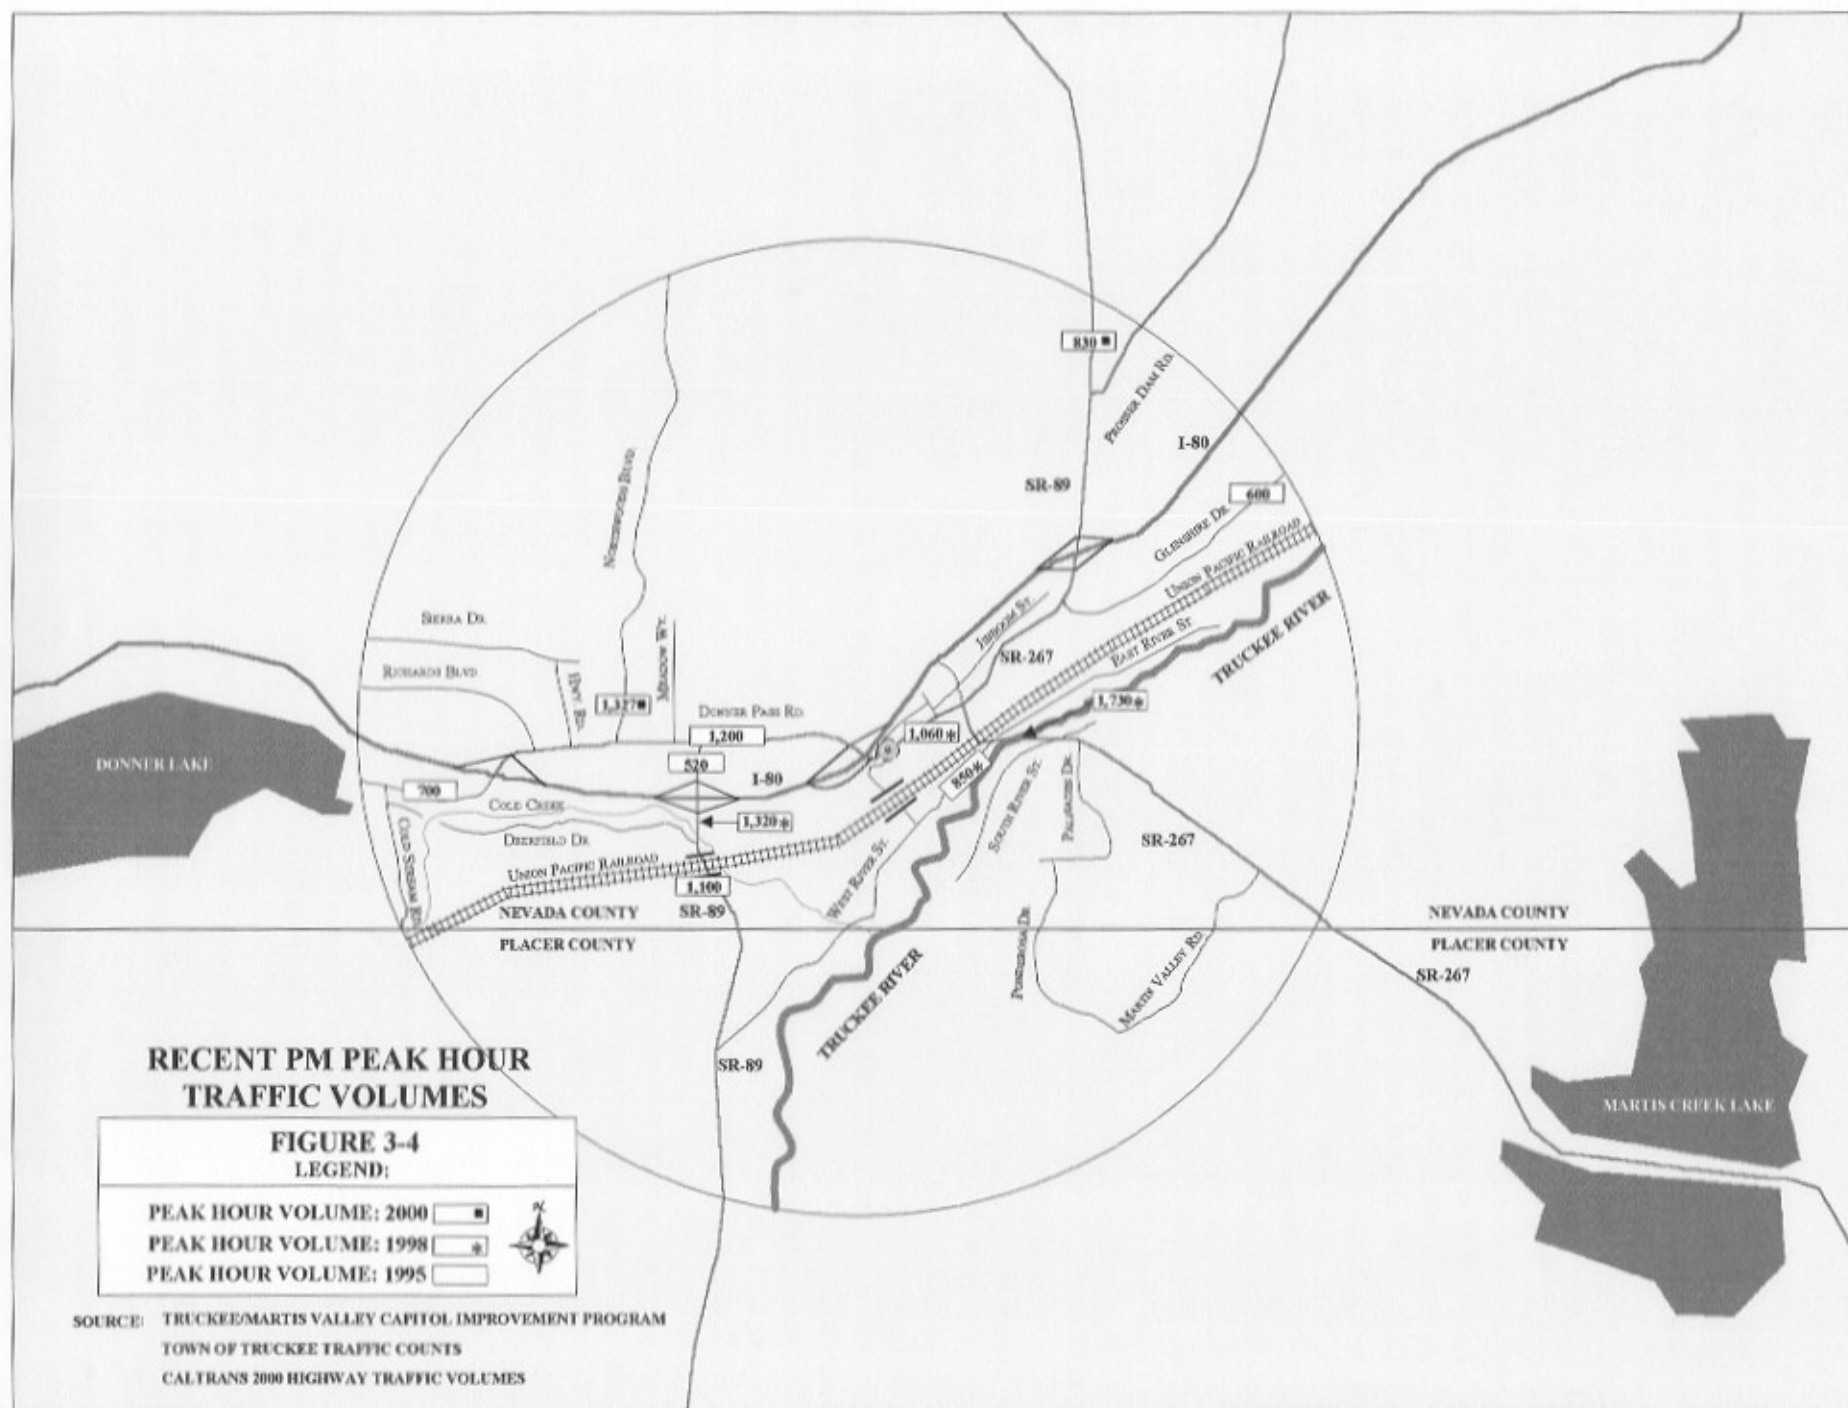 830 ■
PROSSER DAM RD.
I-80
SR-89
600
GLENSHIRE DR.
UNION PACIFIC RAILROAD
NORTHWOODS BLVD.
SIERRA DR.
RICHARDS BLVD.
HWY. RD.
MEADOW WY.
1,327 ■
JIBBOOM ST.
SR-267
EAST RIVER ST.
TRUCKEE RIVER
1,730 *
DONNER PASS RD.
1,200
1,060 *
DONNER LAKE
520
I-80
850 *
700
COLD CREEK
1,320 *
DEERFIELD DR.
COLD STREAM RD.
UNION PACIFIC RAILROAD
1,100
SR-89
WEST RIVER ST.
SOUTH RIVER ST.
PALISADES DR.
SR-267
NEVADA COUNTY
PLACER COUNTY
NEVADA COUNTY
PLACER COUNTY
PONDEROSA DR.
MARTIS VALLEY RD.
SR-267
TRUCKEE RIVER
SR-89
MARTIS CREEK LAKE
RECENT PM PEAK HOUR
TRAFFIC VOLUMES
FIGURE 3-4
LEGEND:
PEAK HOUR VOLUME: 2000 ■
PEAK HOUR VOLUME: 1998 *
PEAK HOUR VOLUME: 1995
N
SOURCE: TRUCKEE/MARTIS VALLEY CAPITOL IMPROVEMENT PROGRAM
TOWN OF TRUCKEE TRAFFIC COUNTS
CALTRANS 2000 HIGHWAY TRAFFIC VOLUMES